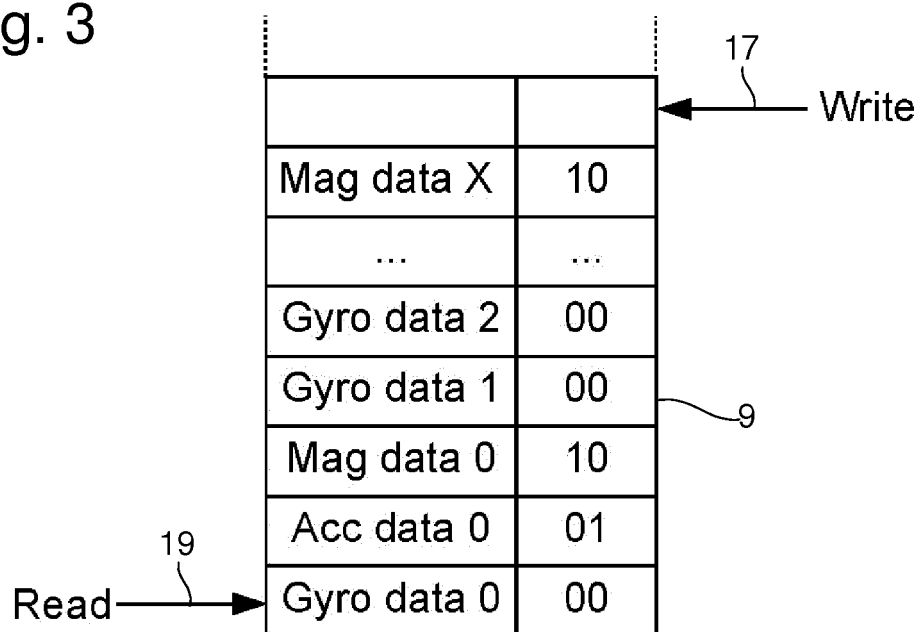 g. 3
17
Write
Mag data X 10
... ...
Gyro data 2 00
Gyro data 1 00
9
Mag data 0 10
Acc data 0 01
19
Read
Gyro data 0 00